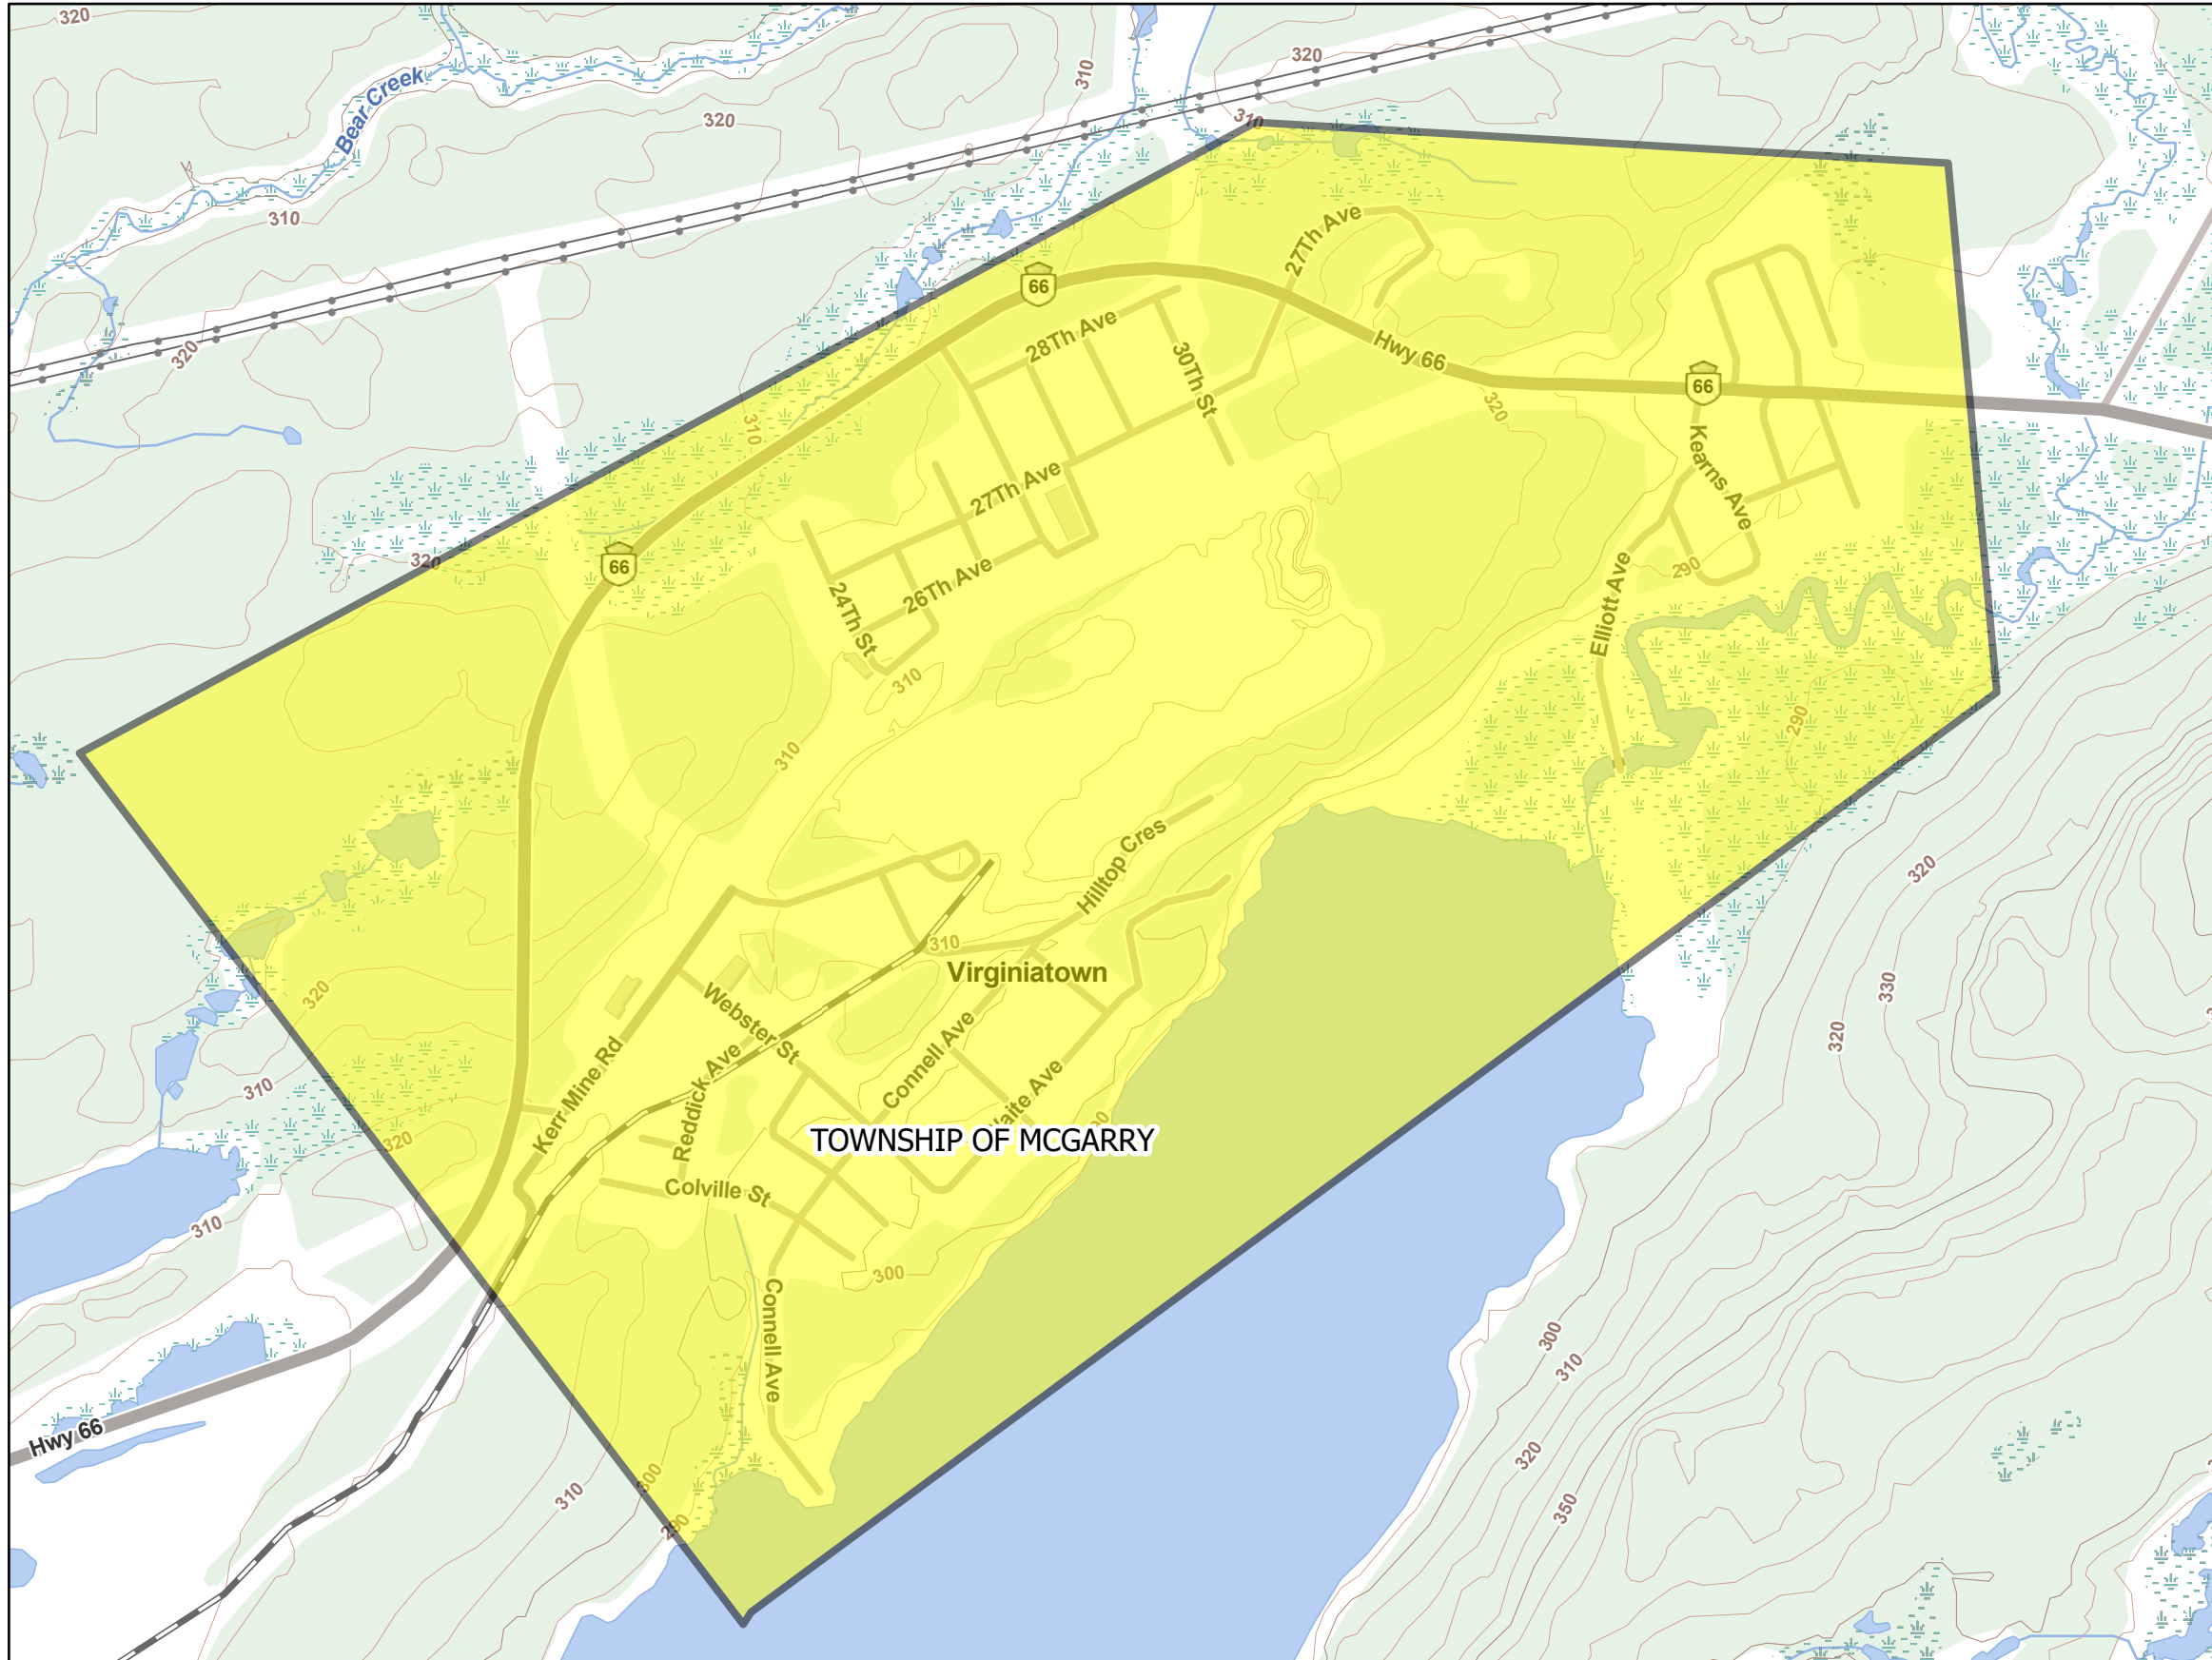 320
320
310
Bear Creek
320
310
310
27Th Ave
66
28Th Ave
320
30Th St
Hwy 66
66
320
310
Kearns Ave
27Th Ave
320
66
26Th Ave
24Th St
290
Elliott Ave
310
290
310
Hilltop Cres
320
310
Virginiatown
320
330
Webster St
320
Connell Ave
Kerr Mine Rd
Reddick Ave
310
320
TOWNSHIP OF MCGARRY
Colville St
310
300
Connell Ave
300
310
Hwy 66
320
300
310
350
290